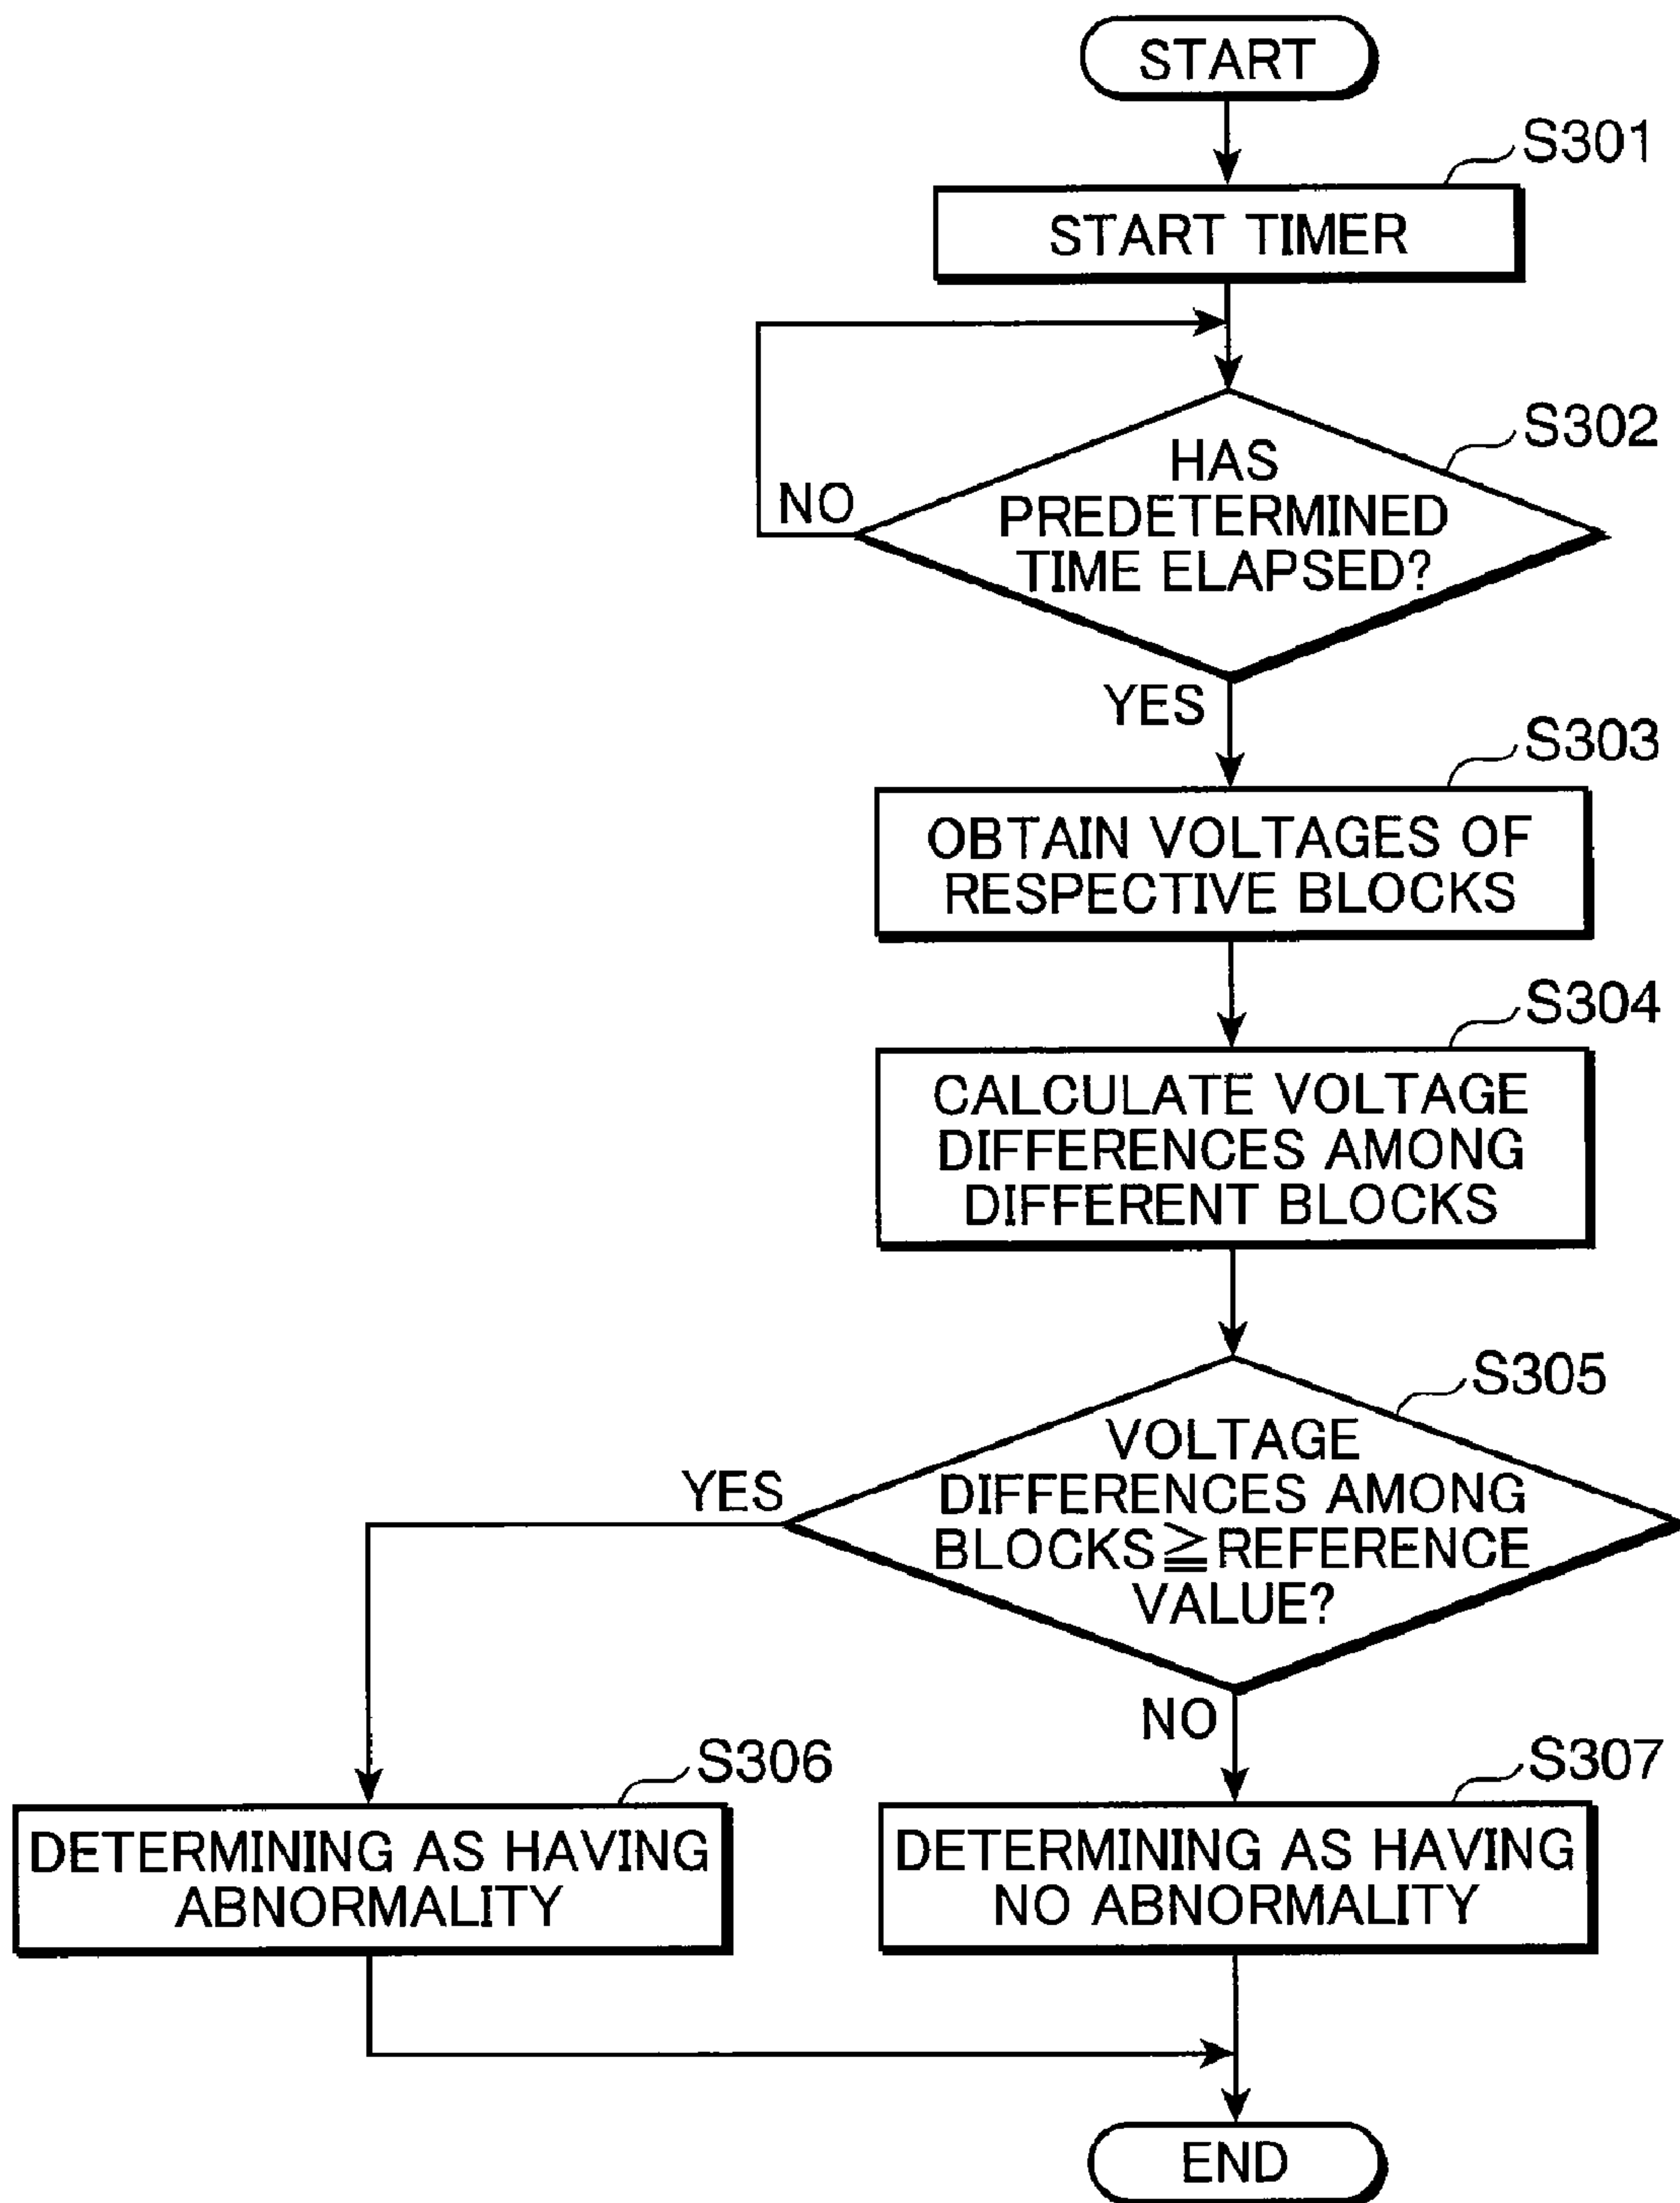 START
S301
START TIMER
S302
HAS
PREDETERMINED
TIME ELAPSED?
NO
YES
S303
OBTAIN VOLTAGES OF
RESPECTIVE BLOCKS
S304
CALCULATE VOLTAGE
DIFFERENCES AMONG
DIFFERENT BLOCKS
S305
VOLTAGE
DIFFERENCES AMONG
BLOCKS≧REFERENCE
VALUE?
YES
NO
S306
DETERMINING AS HAVING
ABNORMALITY
S307
DETERMINING AS HAVING
NO ABNORMALITY
END